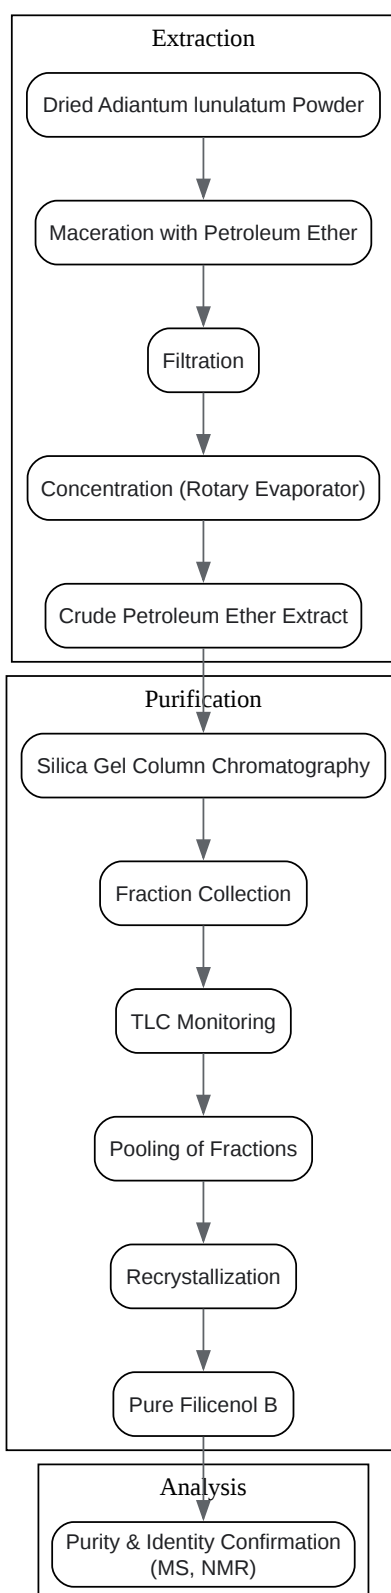 Extraction
Dried Adiantum lunulatum Powder
Maceration with Petroleum Ether
Filtration
Concentration (Rotary Evaporator)
Crude Petroleum Ether Extract
Purification
Silica Gel Column Chromatography
Fraction Collection
TLC Monitoring
Pooling of Fractions
Recrystallization
Pure Filicenol B
Analysis
Purity & Identity Confirmation
(MS, NMR)